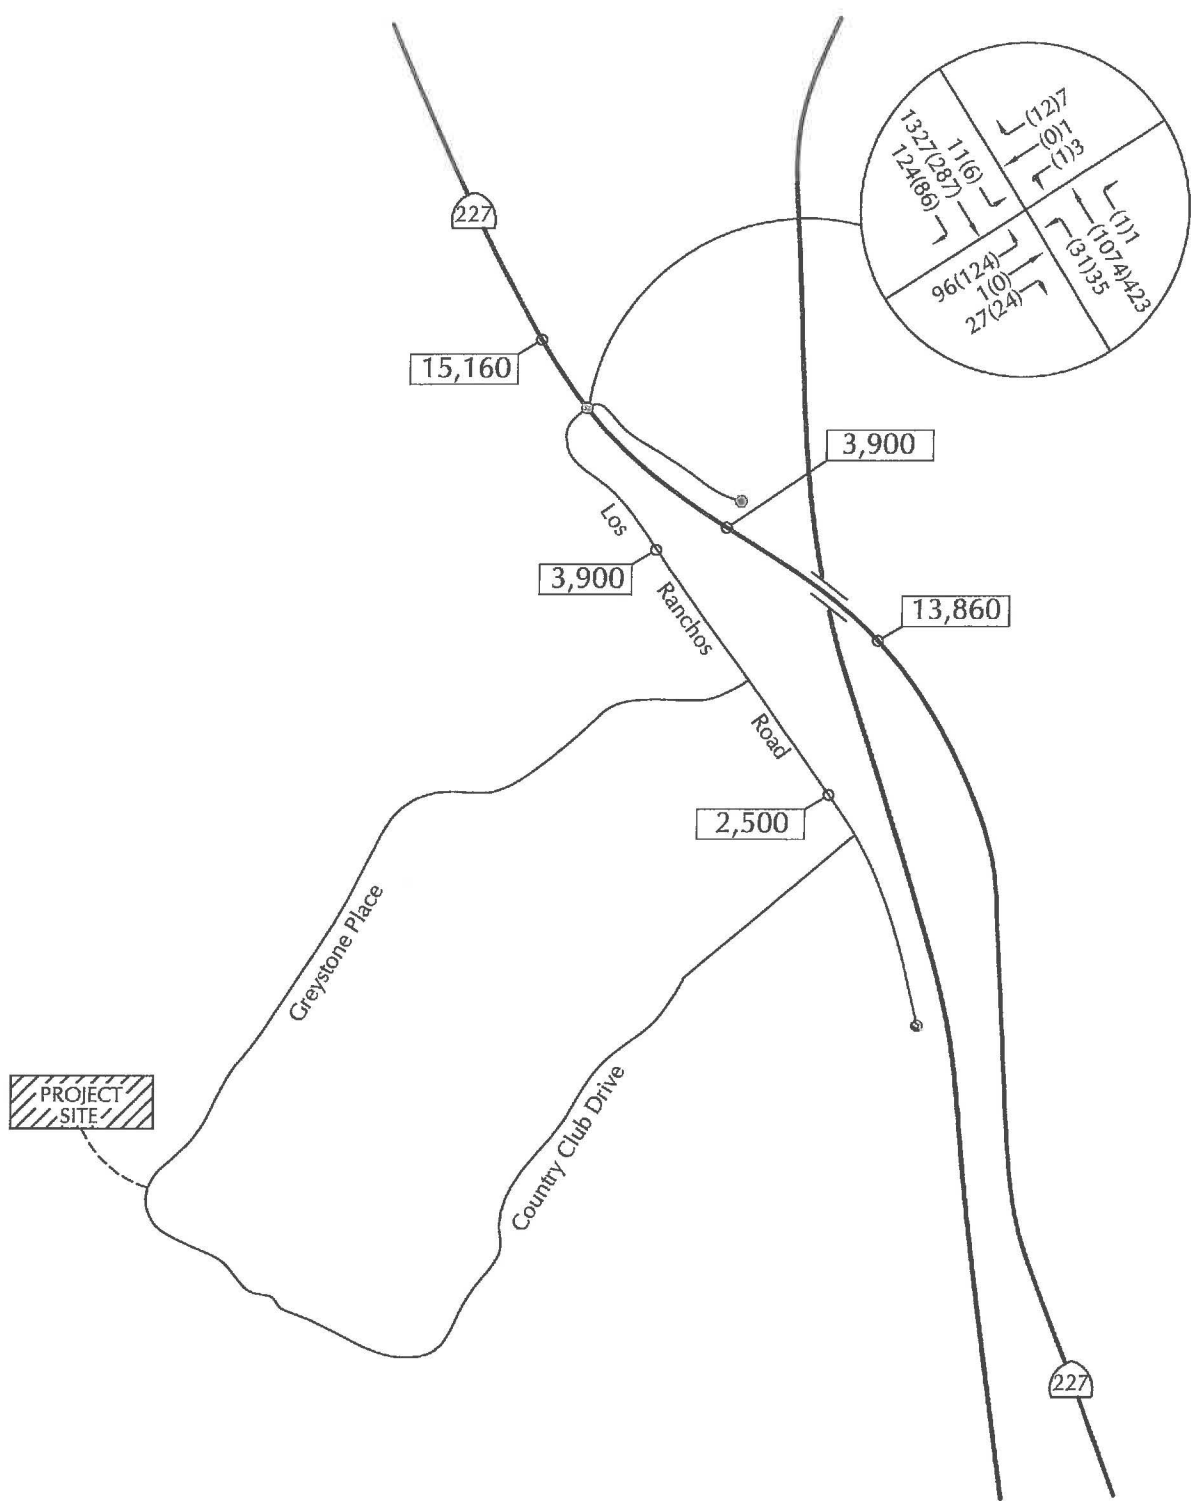 (12)7
(0)1
(1)3
11(6)
1327(287)
124(86)
(1)1
(1074)423
(31)35
96(124)
1(0)
27(24)
227
15,160
3,900
Los
Ranchos
Road
3,900
13,860
2,500
Greystone Place
PROJECT
SITE
Country Club Drive
227